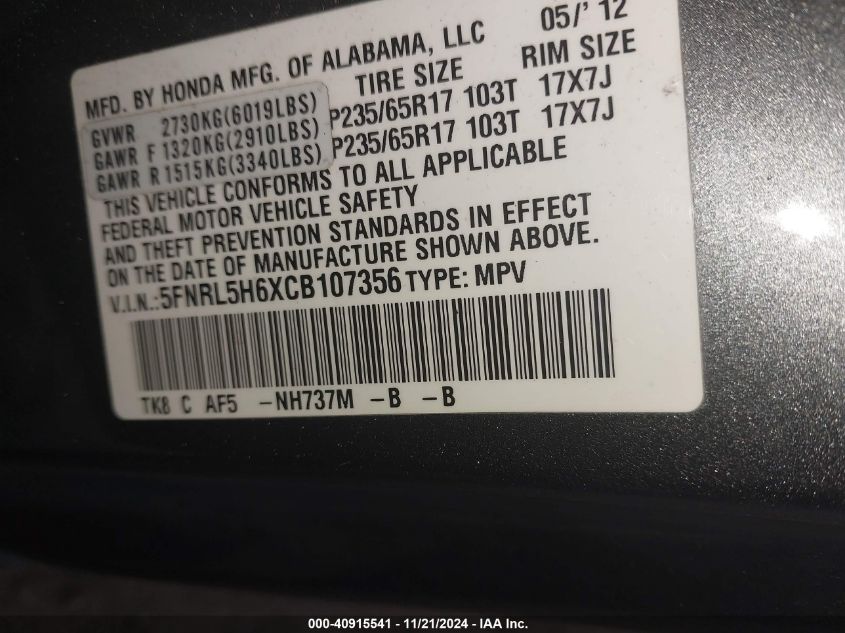 MFD. BY HONDA MFG. OF ALABAMA, LLC 05/' 12
TIRE SIZE RIM SIZE
GVWR 2730KG(6019LBS)
GAWR F 1320KG(2910LBS) P235/65R17 103T 17X7J
GAWR R 1515KG(3340LBS) P235/65R17 103T 17X7J
THIS VEHICLE CONFORMS TO ALL APPLICABLE
FEDERAL MOTOR VEHICLE SAFETY
AND THEFT PREVENTION STANDARDS IN EFFECT
ON THE DATE OF MANUFACTURE SHOWN ABOVE.
V.I.N.:5FNRL5H6XCB107356 TYPE: MPV
TK8 C AF5 -NH737M -B -B
000-40915541 - 11/21/2024 - IAA Inc.